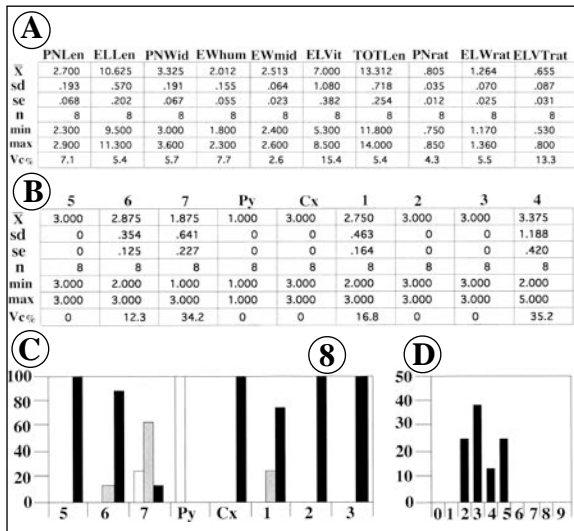 A
PNLen ELLen PNWid EWhum EWmid ELVit TOTLen PNrat ELWrat ELVTrat
X̄ 2.700 10.625 3.325 2.012 2.513 7.000 13.312 .805 1.264 .655
sd .193 .570 .191 .155 .064 1.080 .718 .035 .070 .087
se .068 .202 .067 .055 .023 .382 .254 .012 .025 .031
n 8 8 8 8 8 8 8 8 8 8
min 2.300 9.500 3.000 1.800 2.400 5.300 11.800 .750 1.170 .530
max 2.900 11.300 3.600 2.300 2.600 8.500 14.000 .850 1.360 .800
Vc% 7.1 5.4 5.7 7.7 2.6 15.4 5.4 4.3 5.5 13.3
B
5 6 7 Py Cx 1 2 3 4
X̄ 3.000 2.875 1.875 1.000 3.000 2.750 3.000 3.000 3.375
sd 0 .354 .641 0 0 .463 0 0 1.188
se 0 .125 .227 0 0 .164 0 0 .420
n 8 8 8 8 8 8 8 8 8
min 3.000 2.000 1.000 1.000 3.000 2.000 3.000 3.000 2.000
max 3.000 3.000 3.000 1.000 3.000 3.000 3.000 3.000 5.000
Vc% 0 12.3 34.2 0 0 16.8 0 0 35.2
C 8 D
100
80
60
40
20
0
5 6 7 Py Cx 1 2 3
50
40
30
20
10
0
0 1 2 3 4 5 6 7 8 9